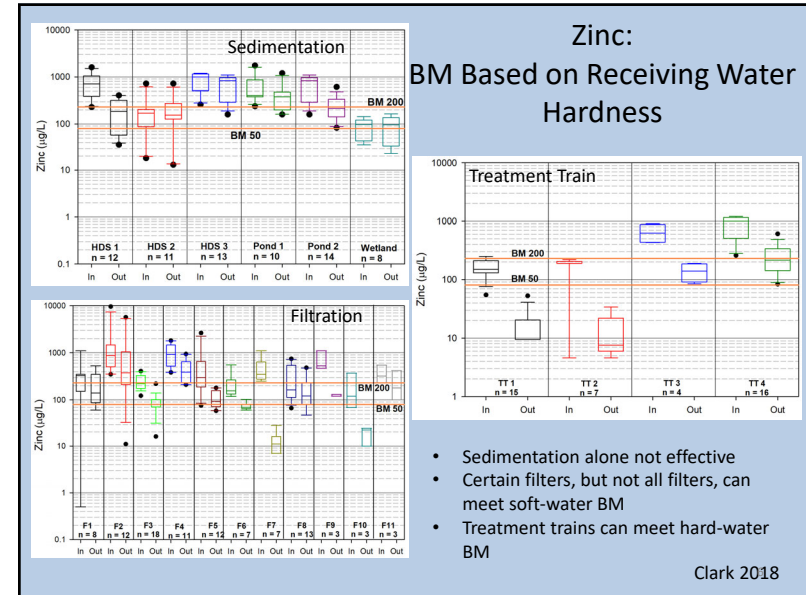 Zinc:
BM Based on Receiving Water
Hardness
Sedimentation
10000
1000
100
10
1
0.1
Zinc (µg/L)
BM 200
BM 50
HDS 1 HDS 2 HDS 3 Pond 1 Pond 2 Wetland
n = 12 n = 11 n = 13 n = 10 n = 14 n = 8
In Out In Out In Out In Out In Out In Out
Filtration
10000
1000
100
10
1
0.1
Zinc (µg/L)
BM 200
BM 50
F1 F2 F3 F4 F5 F6 F7 F8 F9 F10 F11
n = 8 n = 12 n = 18 n = 11 n = 12 n = 7 n = 7 n = 13 n = 3 n = 3 n = 3
In Out In Out In Out In Out In Out In Out In Out In Out In Out In Out In Out
Treatment Train
10000
1000
100
10
1
Zinc (µg/L)
BM 200
BM 50
TT 1 TT 2 TT 3 TT 4
n = 15 n = 7 n = 4 n = 16
In Out In Out In Out In Out
• Sedimentation alone not effective
• Certain filters, but not all filters, can
meet soft-water BM
• Treatment trains can meet hard-water
BM
Clark 2018